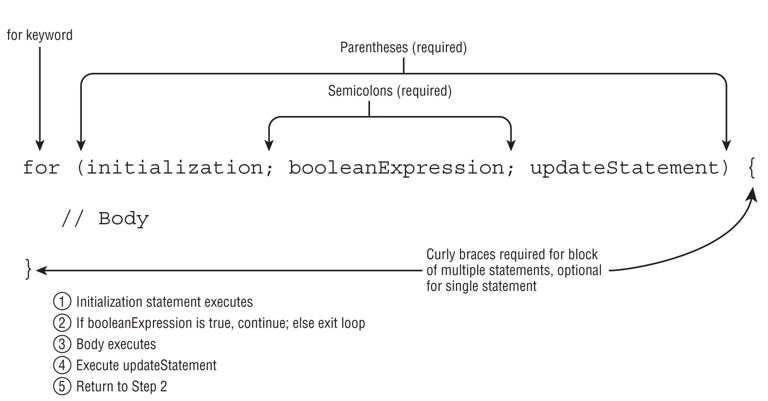 for keyword
Parentheses (required)
Semicolons (required)
for (initialization; booleanExpression; updateStatement) {
// Body
Curly braces required for block
of multiple statements, optional
for single statement
}
1 Initialization statement executes
2 If booleanExpression is true, continue; else exit loop
3 Body executes
4 Execute updateStatement
5 Return to Step 2